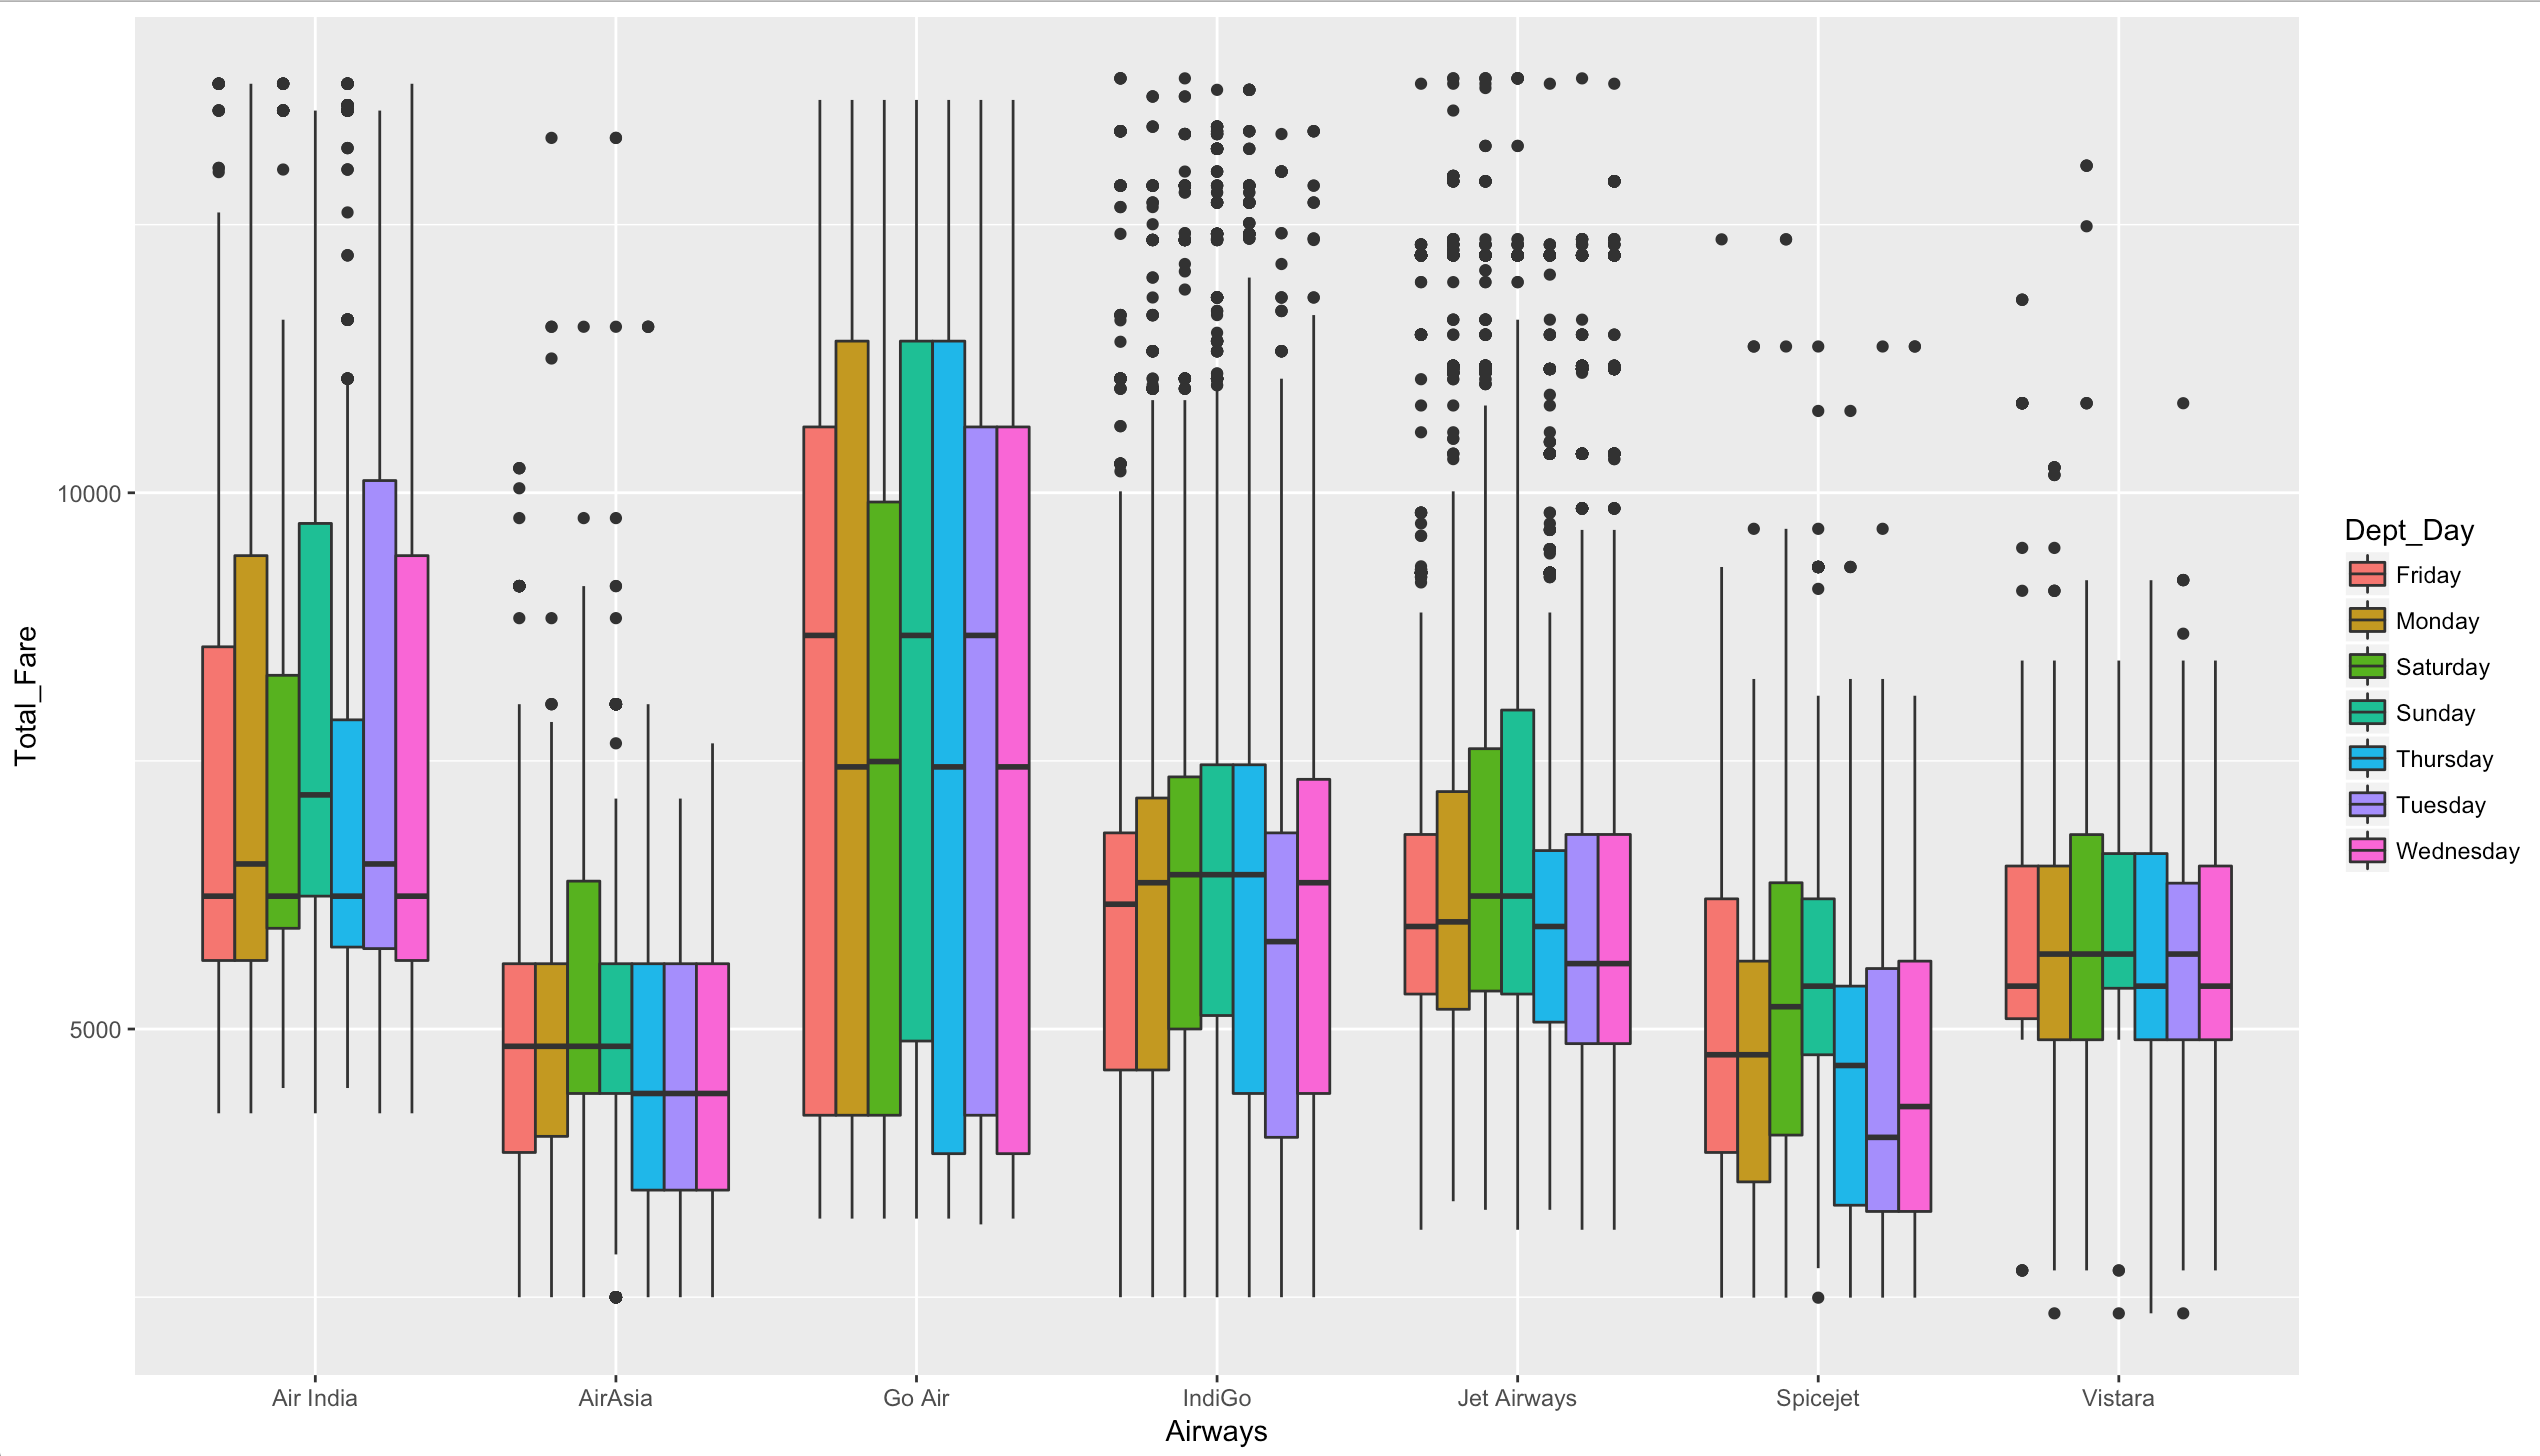 Total_Fare
10000
5000
Air India
AirAsia
Go Air
IndiGo
Jet Airways
Spicejet
Vistara
Airways
Dept_Day
Friday
Monday
Saturday
Sunday
Thursday
Tuesday
Wednesday